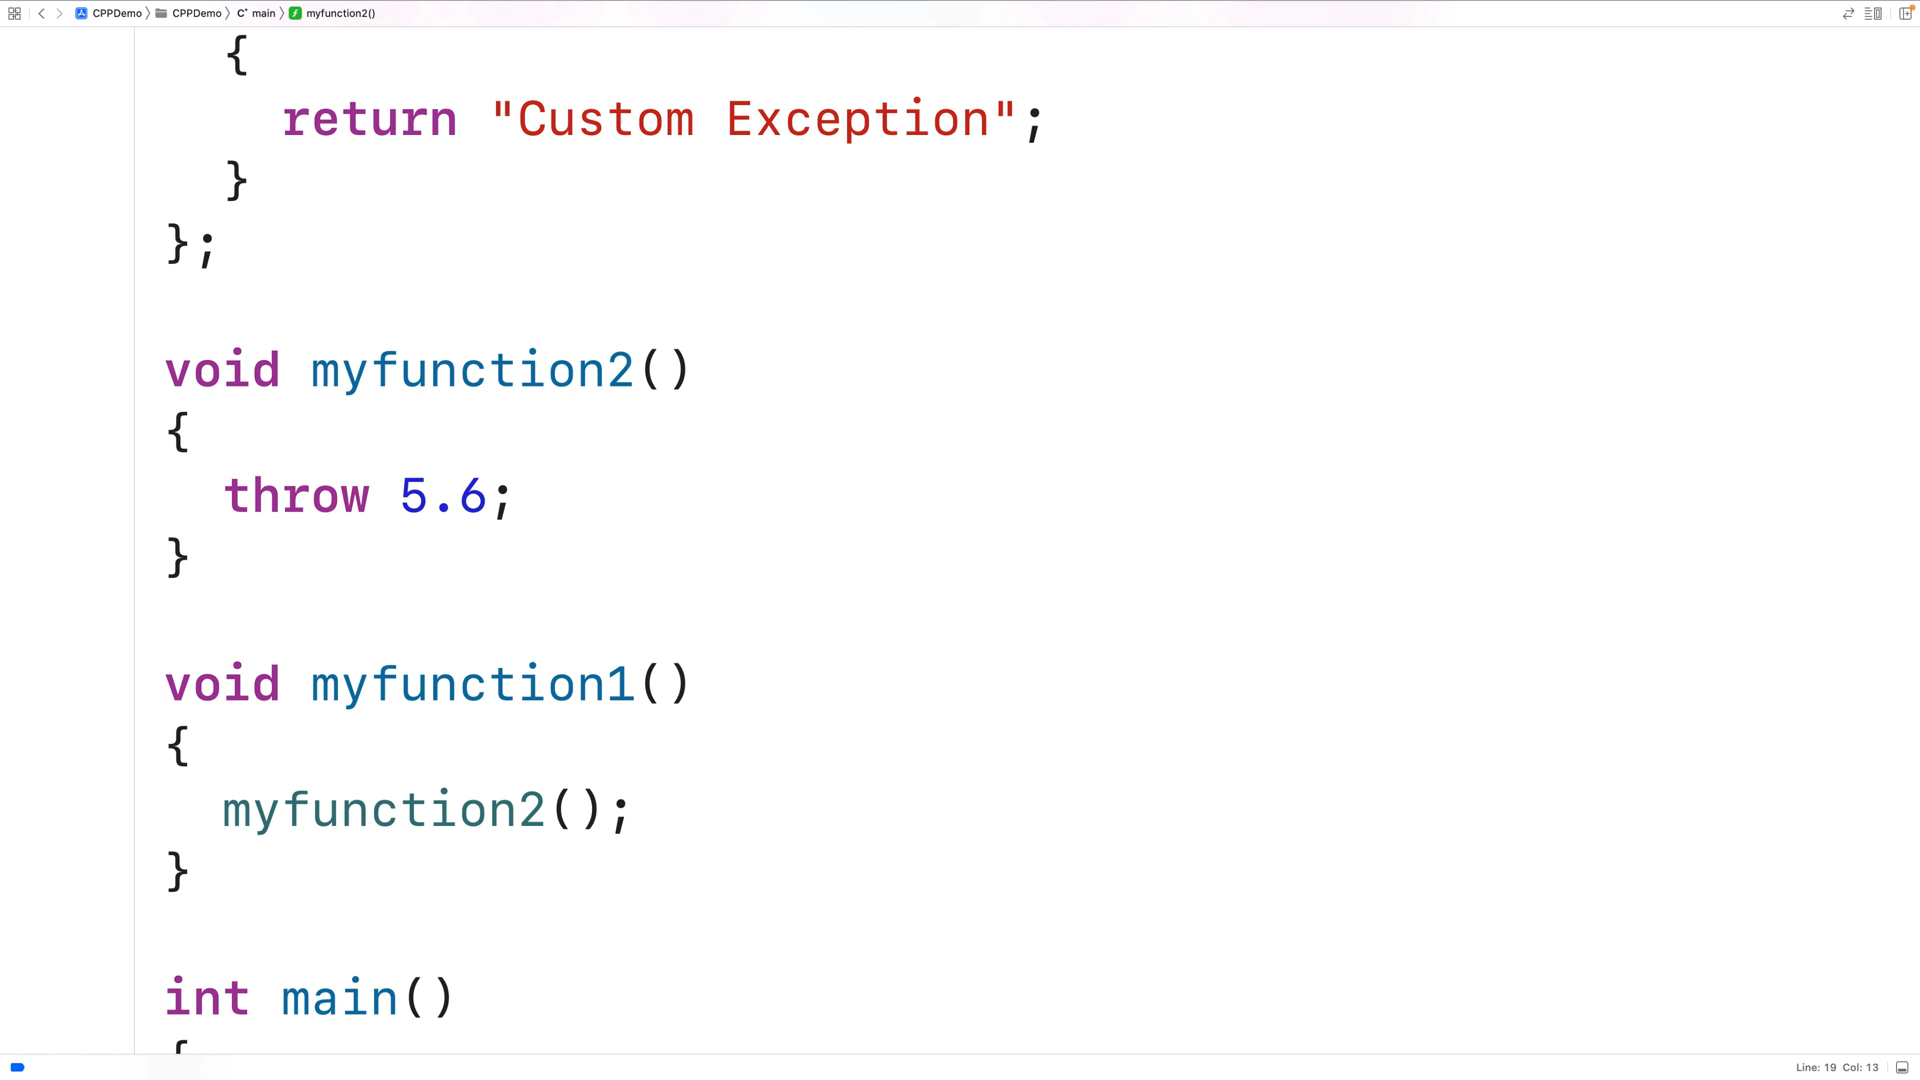 CPPDemo CPPDemo C+ main f myfunction2()
{
return "Custom Exception";
}
};
void myfunction2()
{
throw 5.6;
}
void myfunction1()
{
myfunction2();
}
int main()
{
Line: 19 Col: 13